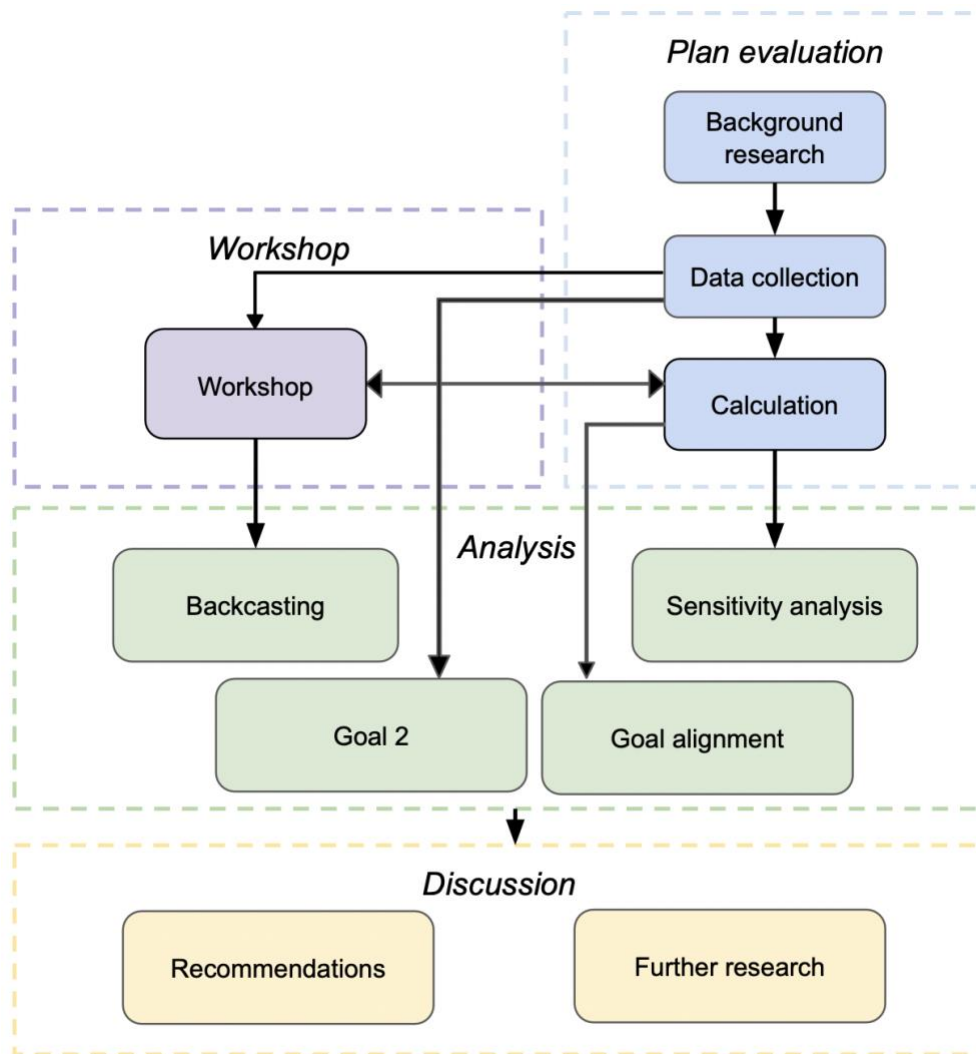 Plan evaluation
Background
research
Workshop
Data collection
Workshop
Calculation
Analysis
Backcasting
Sensitivity analysis
Goal 2
Goal alignment
Discussion
Recommendations
Further research